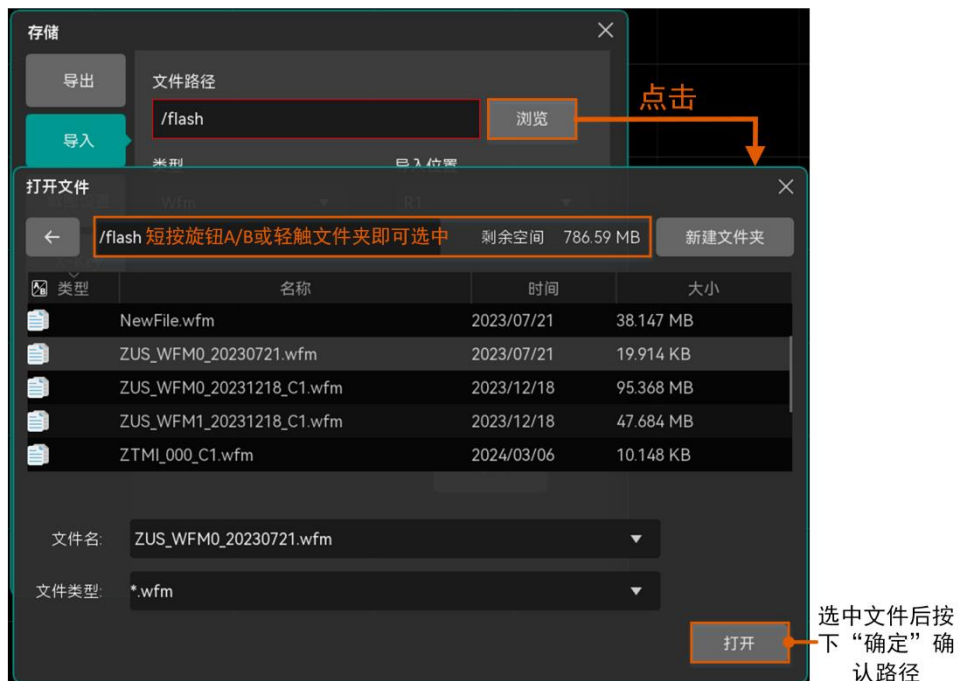 存储
导出
文件路径
/flash
浏览
点击
导入
类型
导入位置
打开文件
Wfm
R1
/flash 短按旋钮A/B或轻触文件夹即可选中 剩余空间 786.59 MB 新建文件夹
类型 名称 时间 大小
NewFile.wfm 2023/07/21 38.147 MB
ZUS_WFM0_20230721.wfm 2023/07/21 19.914 KB
ZUS_WFM0_20231218_C1.wfm 2023/12/18 95.368 MB
ZUS_WFM1_20231218_C1.wfm 2023/12/18 47.684 MB
ZTMI_000_C1.wfm 2024/03/06 10.148 KB
文件名: ZUS_WFM0_20230721.wfm
文件类型: *.wfm
打开
选中文件后按
下“确定”确
认路径